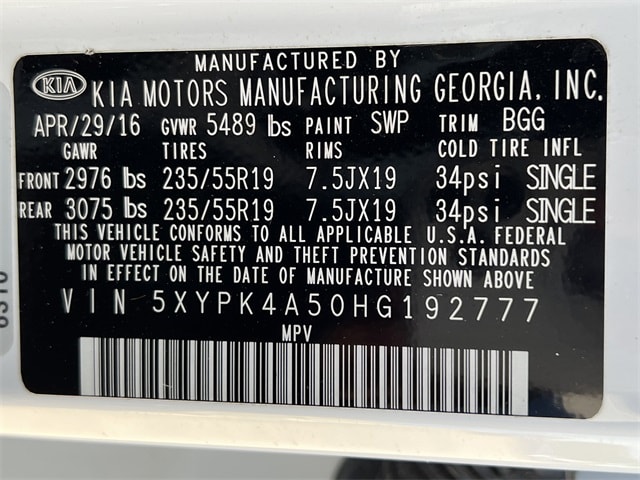 MANUFACTURED BY
KIA KIA MOTORS MANUFACTURING GEORGIA, INC.
APR/29/16 GVWR 5489 lbs PAINT SWP TRIM BGG
GAWR TIRES RIMS COLD TIRE INFL
FRONT 2976 lbs 235/55R19 7.5JX19 34psi SINGLE
REAR 3075 lbs 235/55R19 7.5JX19 34psi SINGLE
THIS VEHICLE CONFORMS TO ALL APPLICABLE U.S.A. FEDERAL
MOTOR VEHICLE SAFETY AND THEFT PREVENTION STANDARDS
IN EFFECT ON THE DATE OF MANUFACTURE SHOWN ABOVE
VIN 5XYPK4A50HG192777
MPV